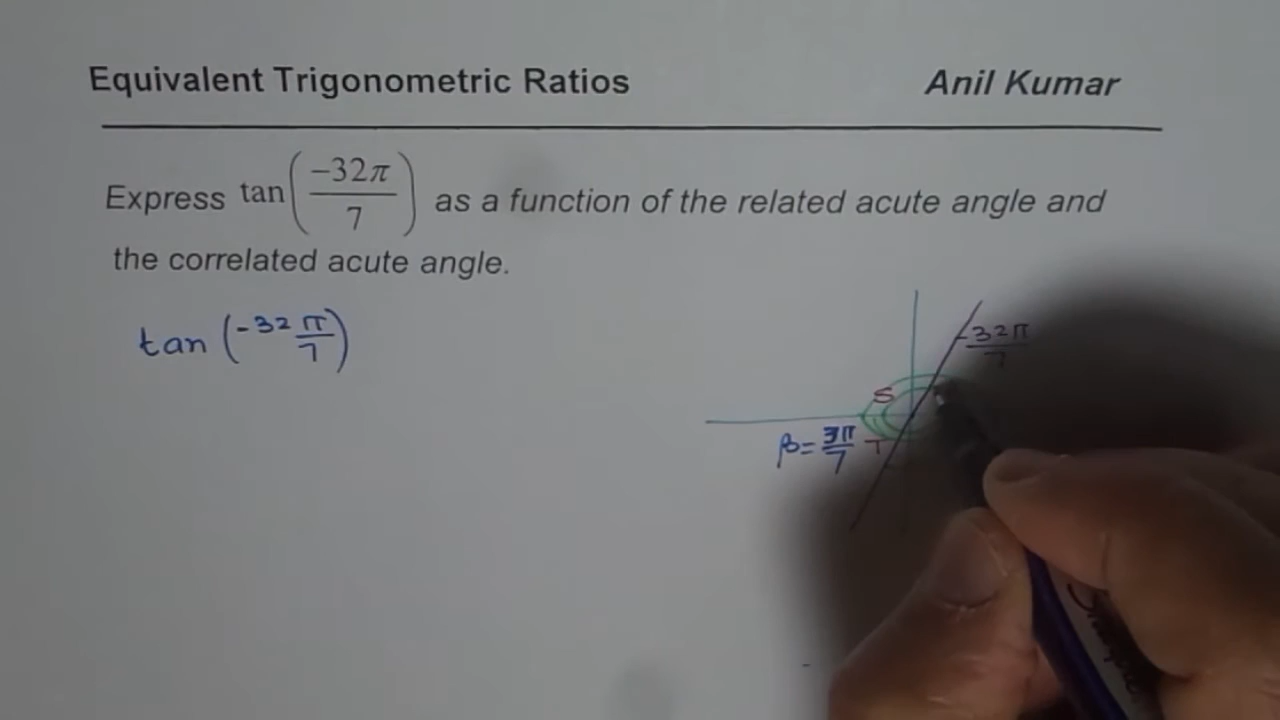 Equivalent Trigonometric Ratios Anil Kumar
Express tan(−32π/7) as a function of the related acute angle and
the correlated acute angle.
tan (-32 π/7)
-32π/7
S
β = 3π/7 T